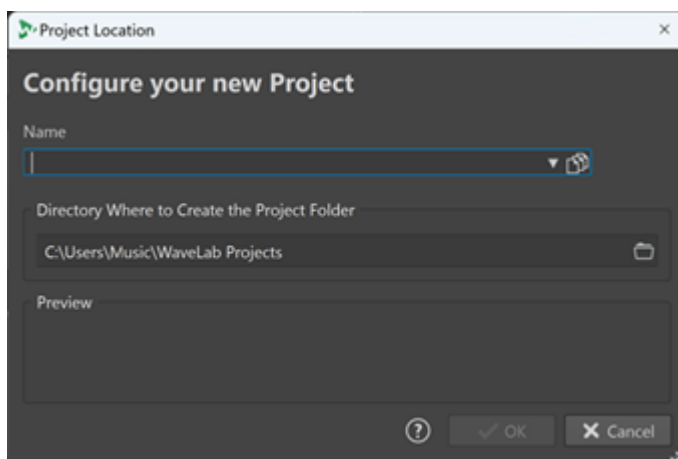 Project Location
Configure your new Project
Name
Directory Where to Create the Project Folder
C:\Users\Music\WaveLab Projects
Preview
? OK Cancel